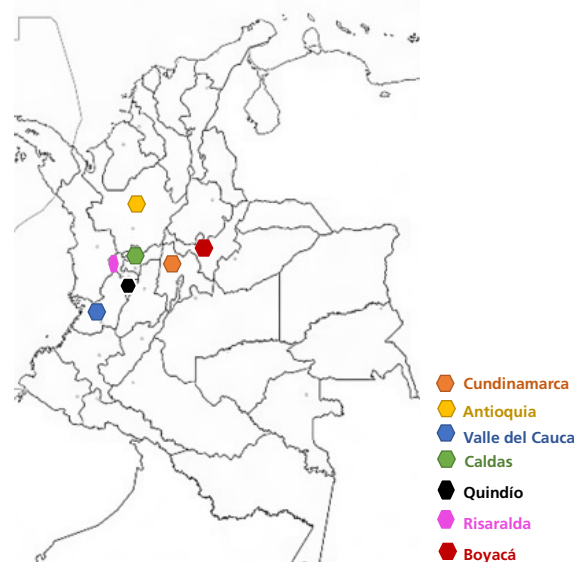 Cundinamarca
Antioquia
Valle del Cauca
Caldas
Quindío
Risaralda
Boyacá